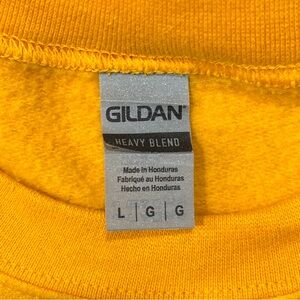 GILDAN
HEAVY BLEND
Made in Honduras
Fabriqué au Honduras
Hecho en Honduras
L | G | G